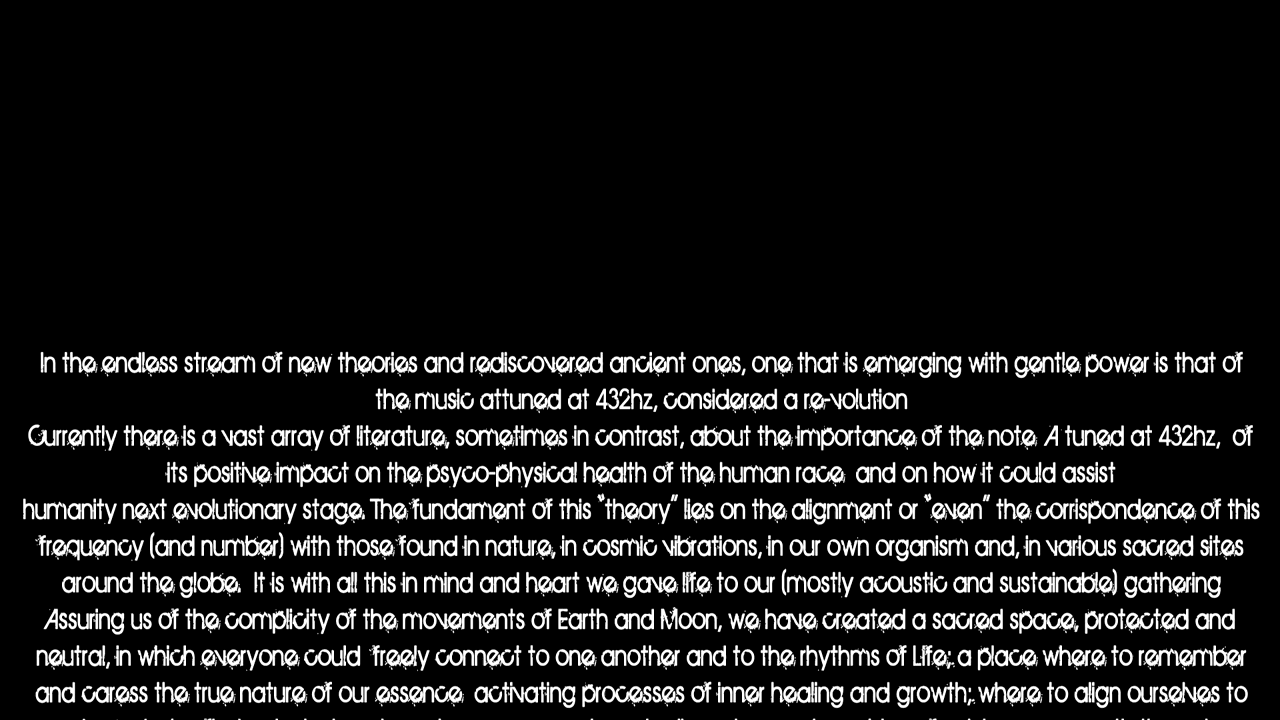 In the endless stream of new theories and rediscovered ancient ones, one that is emerging with gentle power is that of
the music attuned at 432hz, considered a re-volution
Currently there is a vast array of literature, sometimes in contrast, about the importance of the note A tuned at 432hz, of
its positive impact on the psyco-physical health of the human race and on how it could assist
humanity next evolutionary stage. The fundament of this "theory" lies on the alignment or "even" the corrispondence of this
frequency (and number) with those found in nature, in cosmic vibrations, in our own organism and, in various sacred sites
around the globe. It is with all this in mind and heart we gave life to our (mostly acoustic and sustainable) gathering
Assuring us of the complicity of the movements of Earth and Moon, we have created a sacred space, protected and
neutral, in which everyone could freely connect to one another and to the rhythms of Life; a place where to remember
and caress the true nature of our essence activating processes of inner healing and growth; where to align ourselves to